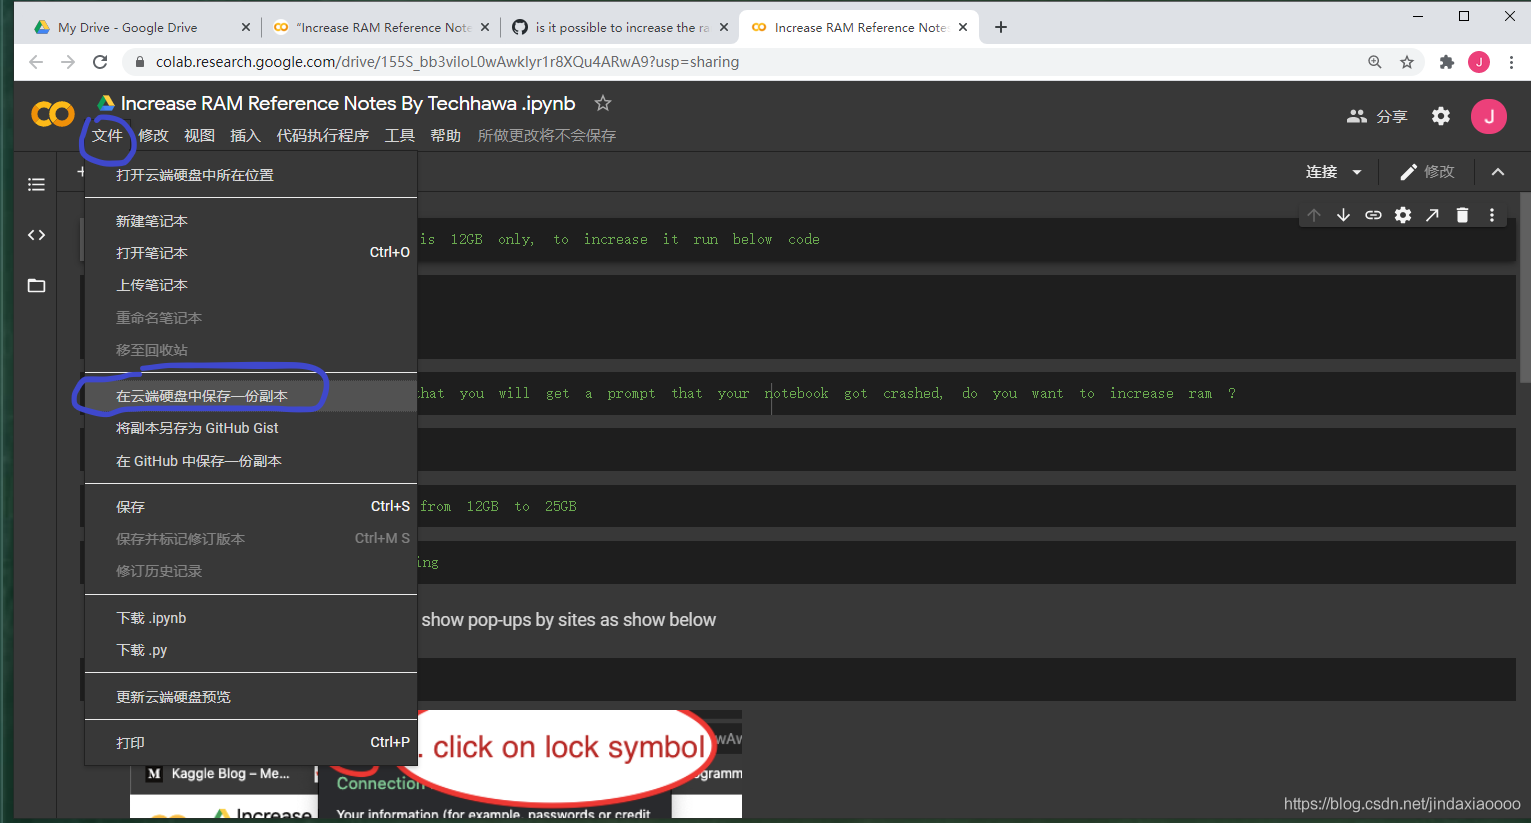 My Drive - Google Drive
“Increase RAM Reference Note
is it possible to increase the ra
Increase RAM Reference Note
colab.research.google.com/drive/155S_bb3viloL0wAwklyr1r8XQu4ARwA9?usp=sharing
J
Increase RAM Reference Notes By Techhawa .ipynb
文件 修改 视图 插入 代码执行程序 工具 帮助 所做更改将不会保存
分享
J
连接
修改
打开云端硬盘中所在位置
新建笔记本
打开笔记本 Ctrl+O
上传笔记本
重命名笔记本
移至回收站
在云端硬盘中保存一份副本
将副本另存为 GitHub Gist
在 GitHub 中保存一份副本
保存 Ctrl+S
保存并标记修订版本 Ctrl+M S
修订历史记录
下载 .ipynb
下载 .py
更新云端硬盘预览
打印 Ctrl+P
is 12GB only, to increase it run below code
that you will get a prompt that your notebook got crashed, do you want to increase ram ?
from 12GB to 25GB
ing
show pop-ups by sites as show below
. click on lock symbol
wAw
Kaggle Blog – Me...
ogramm
Connection
Increase
Your information (for example, passwords or credit
https://blog.csdn.net/jindaxiaoooo